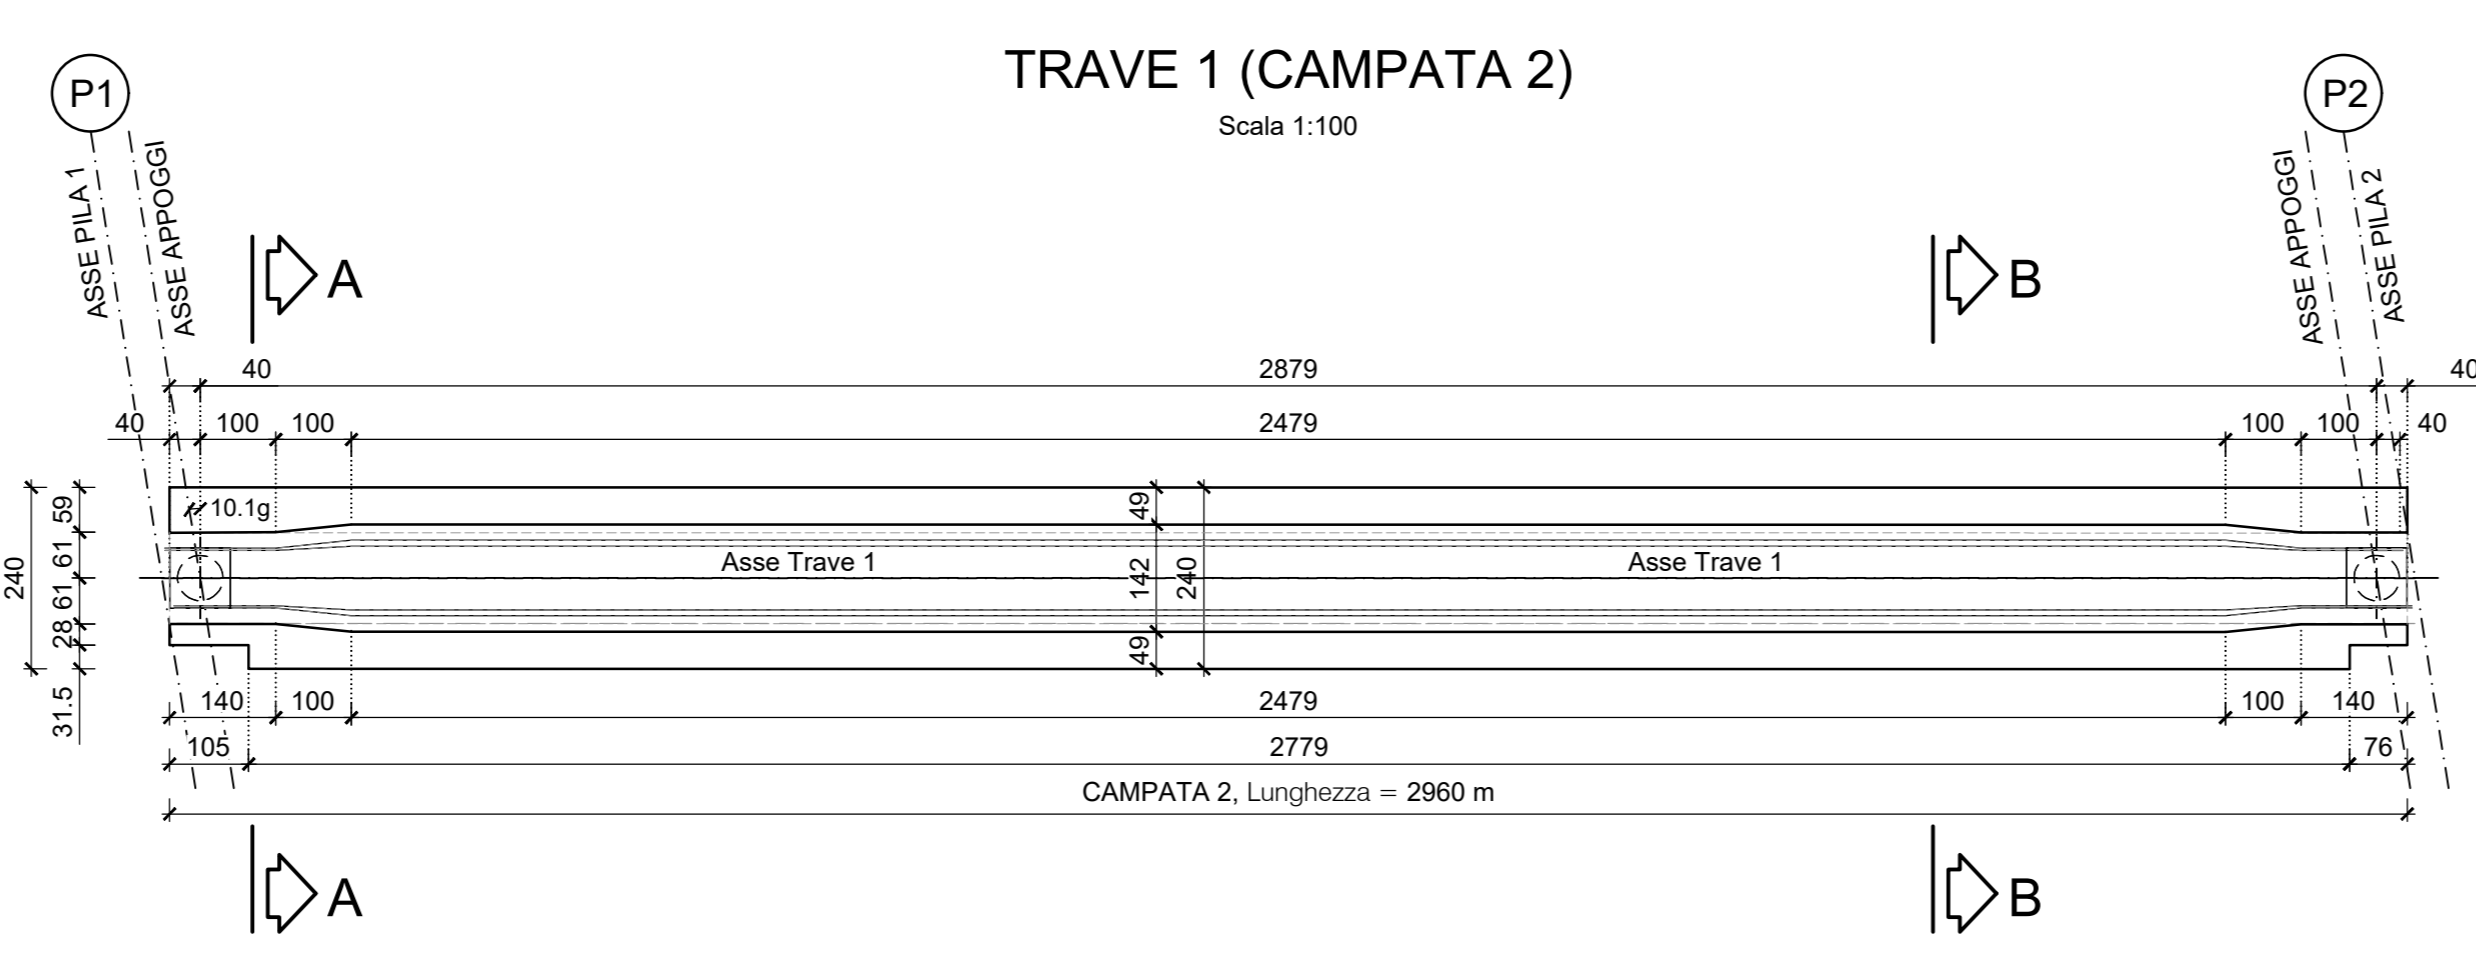 TRAVE 1 (CAMPATA 2)
Scala 1:100
P1
P2
ASSE PILA 1
ASSE APPOGGI
ASSE APPOGGI
ASSE PILA 2
A
B
40
2879
40
40
100
100
2479
100
100
40
10.1g
240
59
61
61
28
31.5
49
142
49
240
Asse Trave 1
Asse Trave 1
140
100
2479
100
140
105
2779
76
CAMPATA 2, Lunghezza = 2960 m
A
B